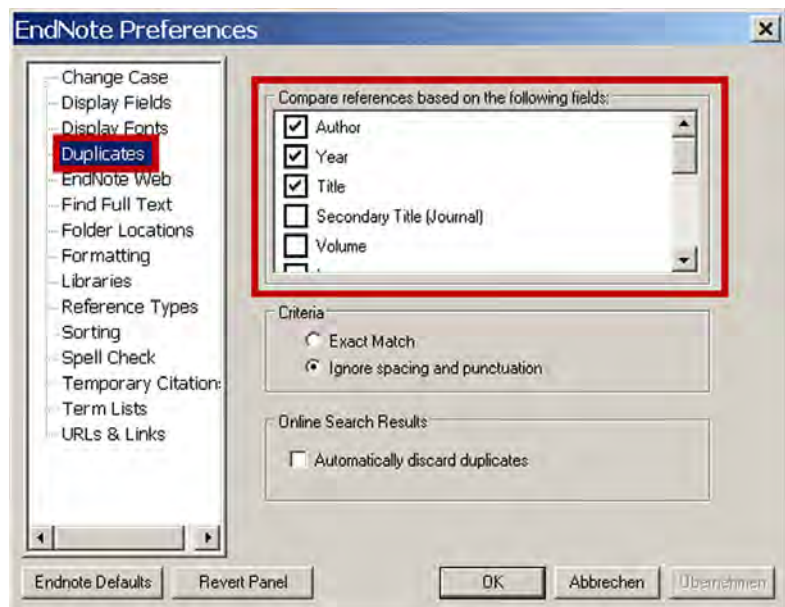 EndNote Preferences
Change Case
Display Fields
Display Fonts
Duplicates
EndNote Web
Find Full Text
Folder Locations
Formatting
Libraries
Reference Types
Sorting
Spell Check
Temporary Citation
Term Lists
URLs & Links
Compare references based on the following fields:
Author
Year
Title
Secondary Title (Journal)
Volume
Criteria
Exact Match
Ignore spacing and punctuation
Online Search Results
Automatically discard duplicates
Endnote Defaults
Revert Panel
OK
Abbrechen
Übernehmen